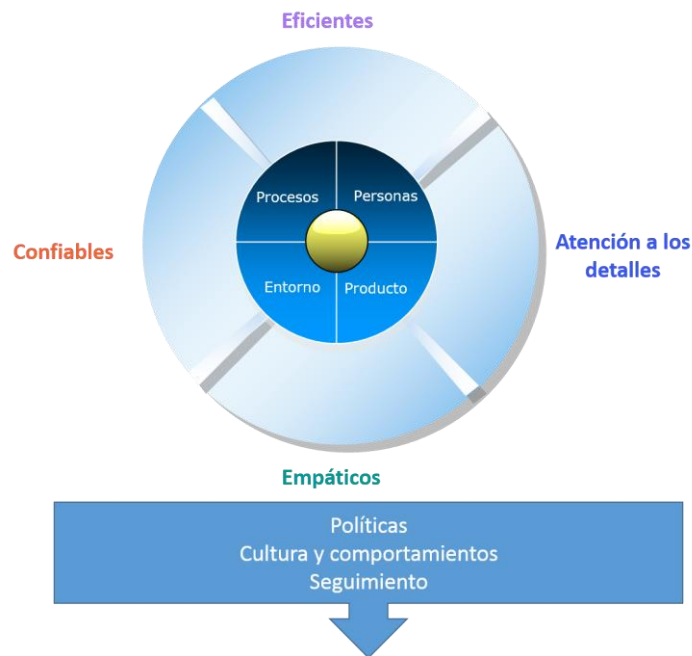 Eficientes
Procesos
Personas
Confiables
Atención a los
detalles
Entorno
Producto
Empáticos
Políticas
Cultura y comportamientos
Seguimiento